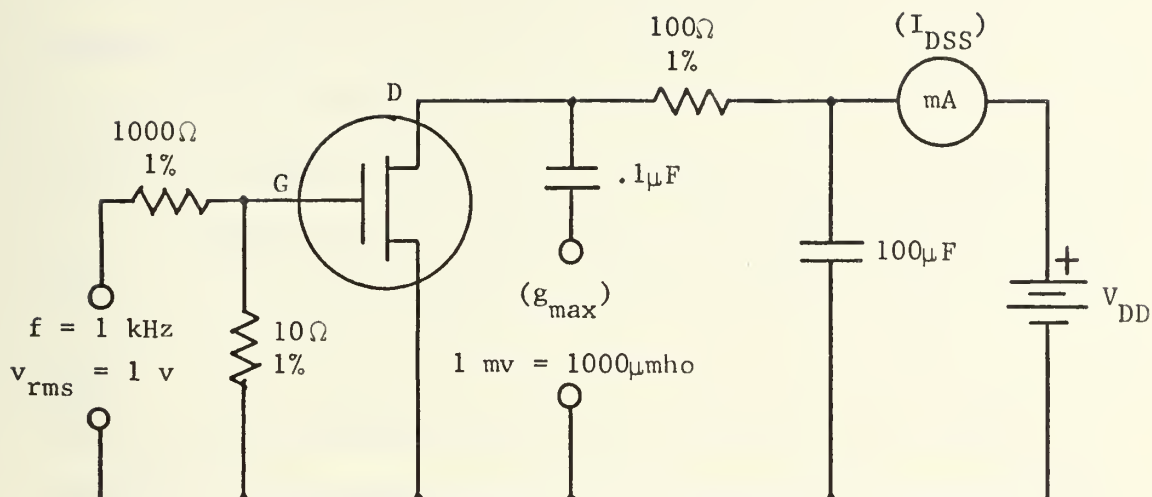 100Ω
1%
(I_DSS)
mA
D
1000Ω
1%
G
.1μF
100μF
+
V_DD
(g_max)
f = 1 kHz
v_rms = 1 v
10Ω
1%
1 mv = 1000μmho